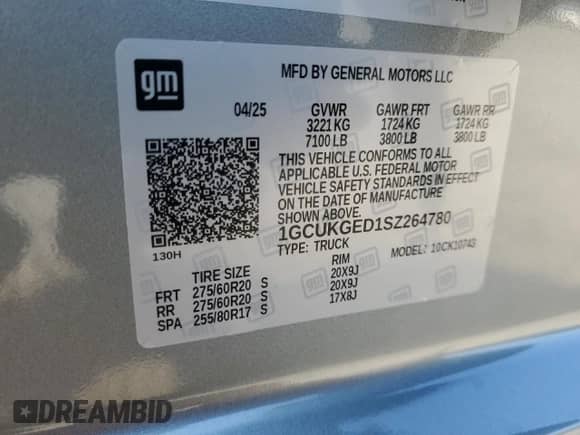 gm
MFD BY GENERAL MOTORS LLC
04/25 GVWR GAWR FRT GAWR RR
3221 KG 1724 KG 1724 KG
7100 LB 3800 LB 3800 LB
THIS VEHICLE CONFORMS TO ALL
APPLICABLE U.S. FEDERAL MOTOR
VEHICLE SAFETY STANDARDS IN EFFECT
ON THE DATE OF MANUFACTURE
SHOWN ABOVE.
1GCUKGED1SZ264780
TYPE: TRUCK MODEL: 10CK10743
130H
TIRE SIZE RIM
FRT 275/60R20 S 20X9J
RR 275/60R20 S 20X9J
SPA 255/80R17 S 17X8J
DREAMBID